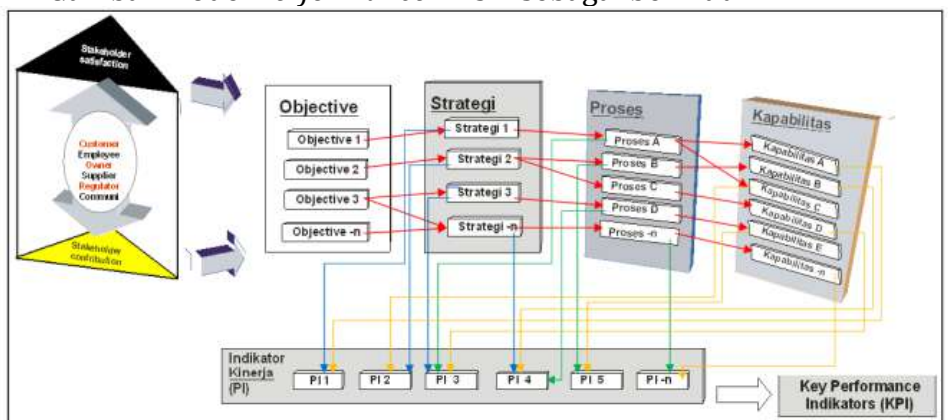 Stakeholder
satisfaction
Customer
Employee
Owner
Supplier
Regulator
Communi
Stakeholder
contribution
Objective
Objective 1
Objective 2
Objective 3
Objective -n
Strategi
Strategi 1
Strategi 2
Strategi 3
Strategi -n
Proses
Proses A
Proses B
Proses C
Proses D
Proses -n
Kapabilitas
Kapabilitas A
Kapabilitas B
Kapabilitas C
Kapabilitas D
Kapabilitas E
Kapabilitas -n
Indikator
Kinerja
(PI)
PI 1
PI 2
PI 3
PI 4
PI 5
PI -n
Key Performance
Indikators (KPI)